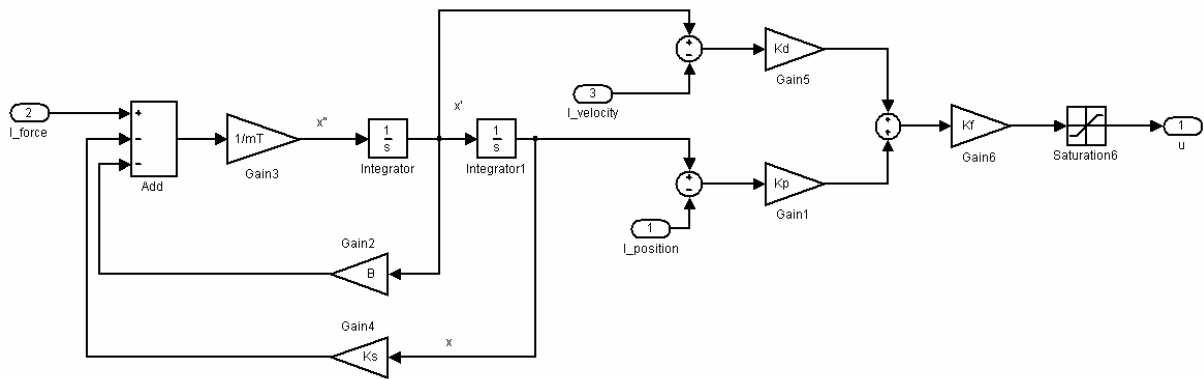 2
I_force
+
−
−
Add
1/mT
Gain3
x''
1
s
Integrator
x'
1
s
Integrator1
+
−
3
I_velocity
Kd
Gain5
+
−
1
I_position
Kp
Gain1
+
+
Kf
Gain6
Saturation6
1
u
Gain2
B
Gain4
Ks
x